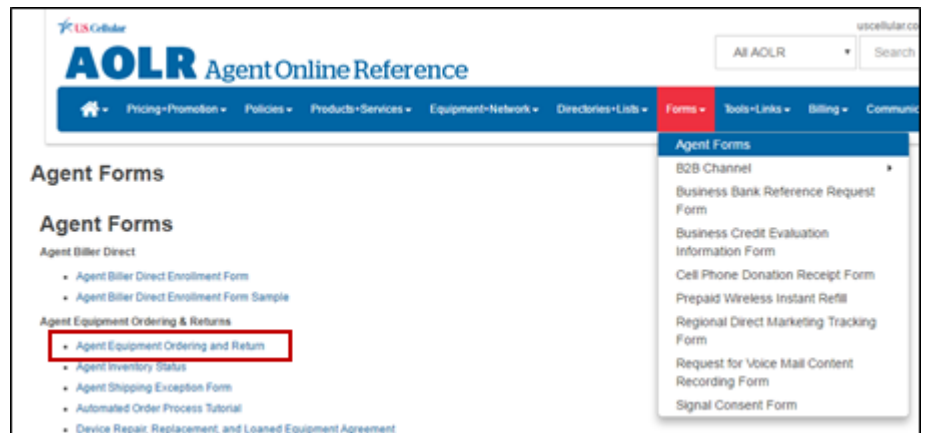 US Cellular
uscellular.co
AOLR Agent Online Reference
All AOLR
Search
Pricing+Promotion
Policies
Products+Services
Equipment+Network
Directories+Lists
Forms
Tools+Links
Billing
Communic
Agent Forms
B2B Channel
Business Bank Reference Request
Form
Business Credit Evaluation
Information Form
Cell Phone Donation Receipt Form
Prepaid Wireless Instant Refill
Regional Direct Marketing Tracking
Form
Request for Voice Mail Content
Recording Form
Signal Consent Form
Agent Forms
Agent Forms
Agent Biller Direct
Agent Biller Direct Enrollment Form
Agent Biller Direct Enrollment Form Sample
Agent Equipment Ordering & Returns
Agent Equipment Ordering and Return
Agent Inventory Status
Agent Shipping Exception Form
Automated Order Process Tutorial
Device Repair, Replacement, and Loaned Equipment Agreement